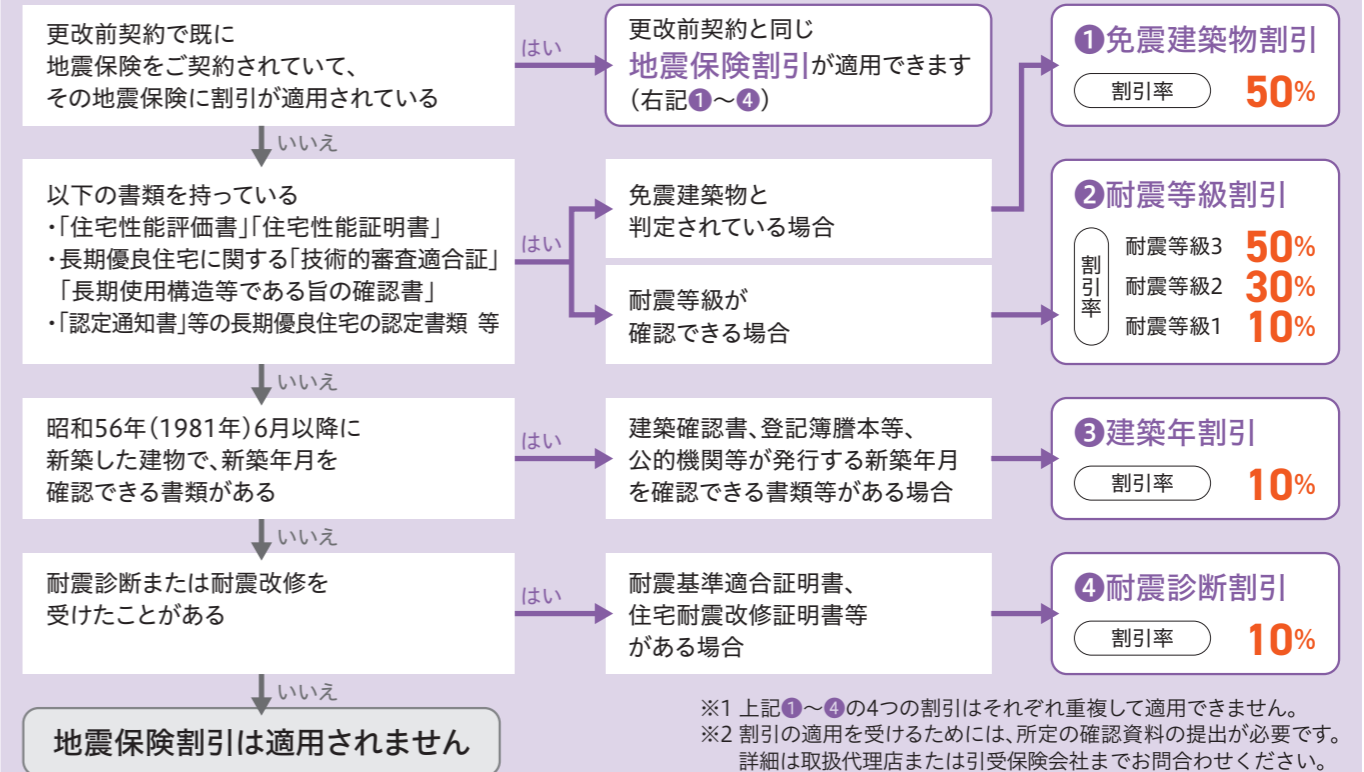 更改前契約で既に
地震保険をご契約されていて、
その地震保険に割引が適用されている
はい
更改前契約と同じ
地震保険割引が適用できます
(右記❶～❹)
❶免震建築物割引
割引率 50%
いいえ
以下の書類を持っている
・「住宅性能評価書」「住宅性能証明書」
・長期優良住宅に関する「技術的審査適合証」
「長期使用構造等である旨の確認書」
・「認定通知書」等の長期優良住宅の認定書類 等
はい
免震建築物と
判定されている場合
耐震等級が
確認できる場合
❷耐震等級割引
割引率
耐震等級3 50%
耐震等級2 30%
耐震等級1 10%
いいえ
昭和56年(1981年)6月以降に
新築した建物で、新築年月を
確認できる書類がある
はい
建築確認書、登記簿謄本等、
公的機関等が発行する新築年月
を確認できる書類等がある場合
❸建築年割引
割引率 10%
いいえ
耐震診断または耐震改修を
受けたことがある
はい
耐震基準適合証明書、
住宅耐震改修証明書等
がある場合
❹耐震診断割引
割引率 10%
いいえ
地震保険割引は適用されません
※1 上記❶～❹の4つの割引はそれぞれ重複して適用できません。
※2 割引の適用を受けるためには、所定の確認資料の提出が必要です。
詳細は取扱代理店または引受保険会社までお問合わせください。